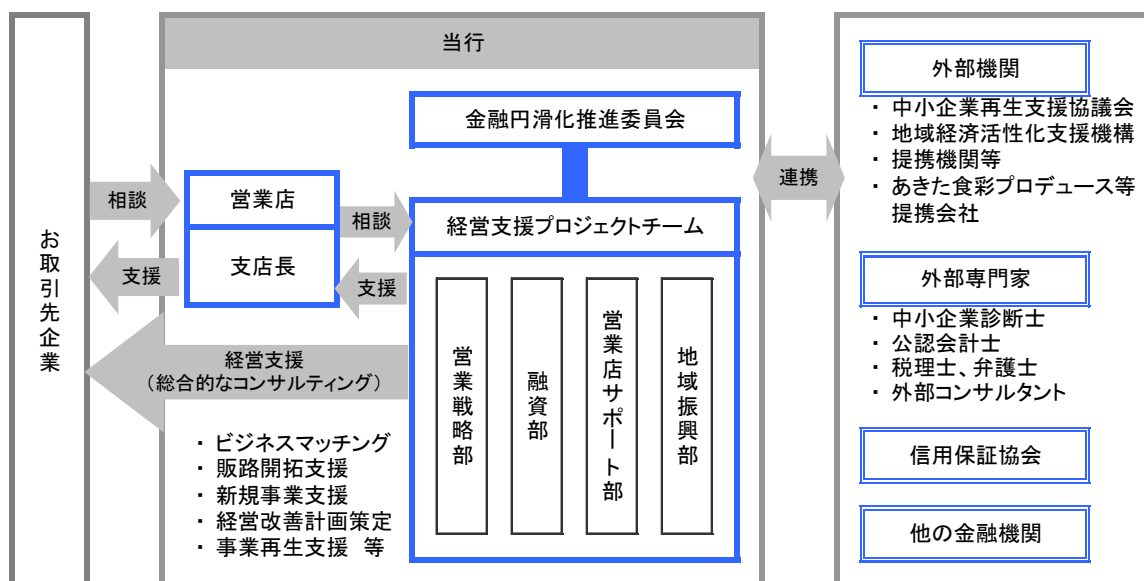 お取引先企業
相談
支援
当行
営業店
支店長
相談
支援
金融円滑化推進委員会
経営支援プロジェクトチーム
営業戦略部
融資部
営業店サポート部
地域振興部
経営支援
（総合的なコンサルティング）
・ ビジネスマッチング
・ 販路開拓支援
・ 新規事業支援
・ 経営改善計画策定
・ 事業再生支援 等
連携
外部機関
・ 中小企業再生支援協議会
・ 地域経済活性化支援機構
・ 提携機関等
・ あきた食彩プロデュース等
提携会社
外部専門家
・ 中小企業診断士
・ 公認会計士
・ 税理士、弁護士
・ 外部コンサルタント
信用保証協会
他の金融機関